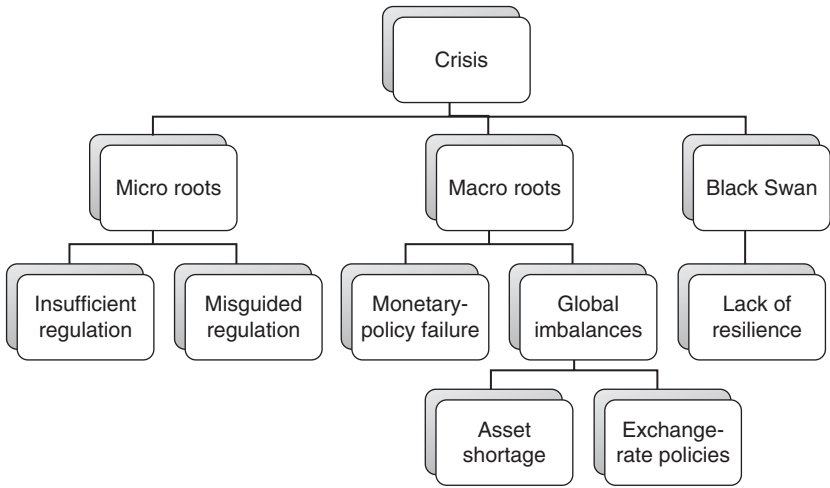 Crisis
Micro roots
Macro roots
Black Swan
Insufficient
regulation
Misguided
regulation
Monetary-
policy failure
Global
imbalances
Lack of
resilience
Asset
shortage
Exchange-
rate policies